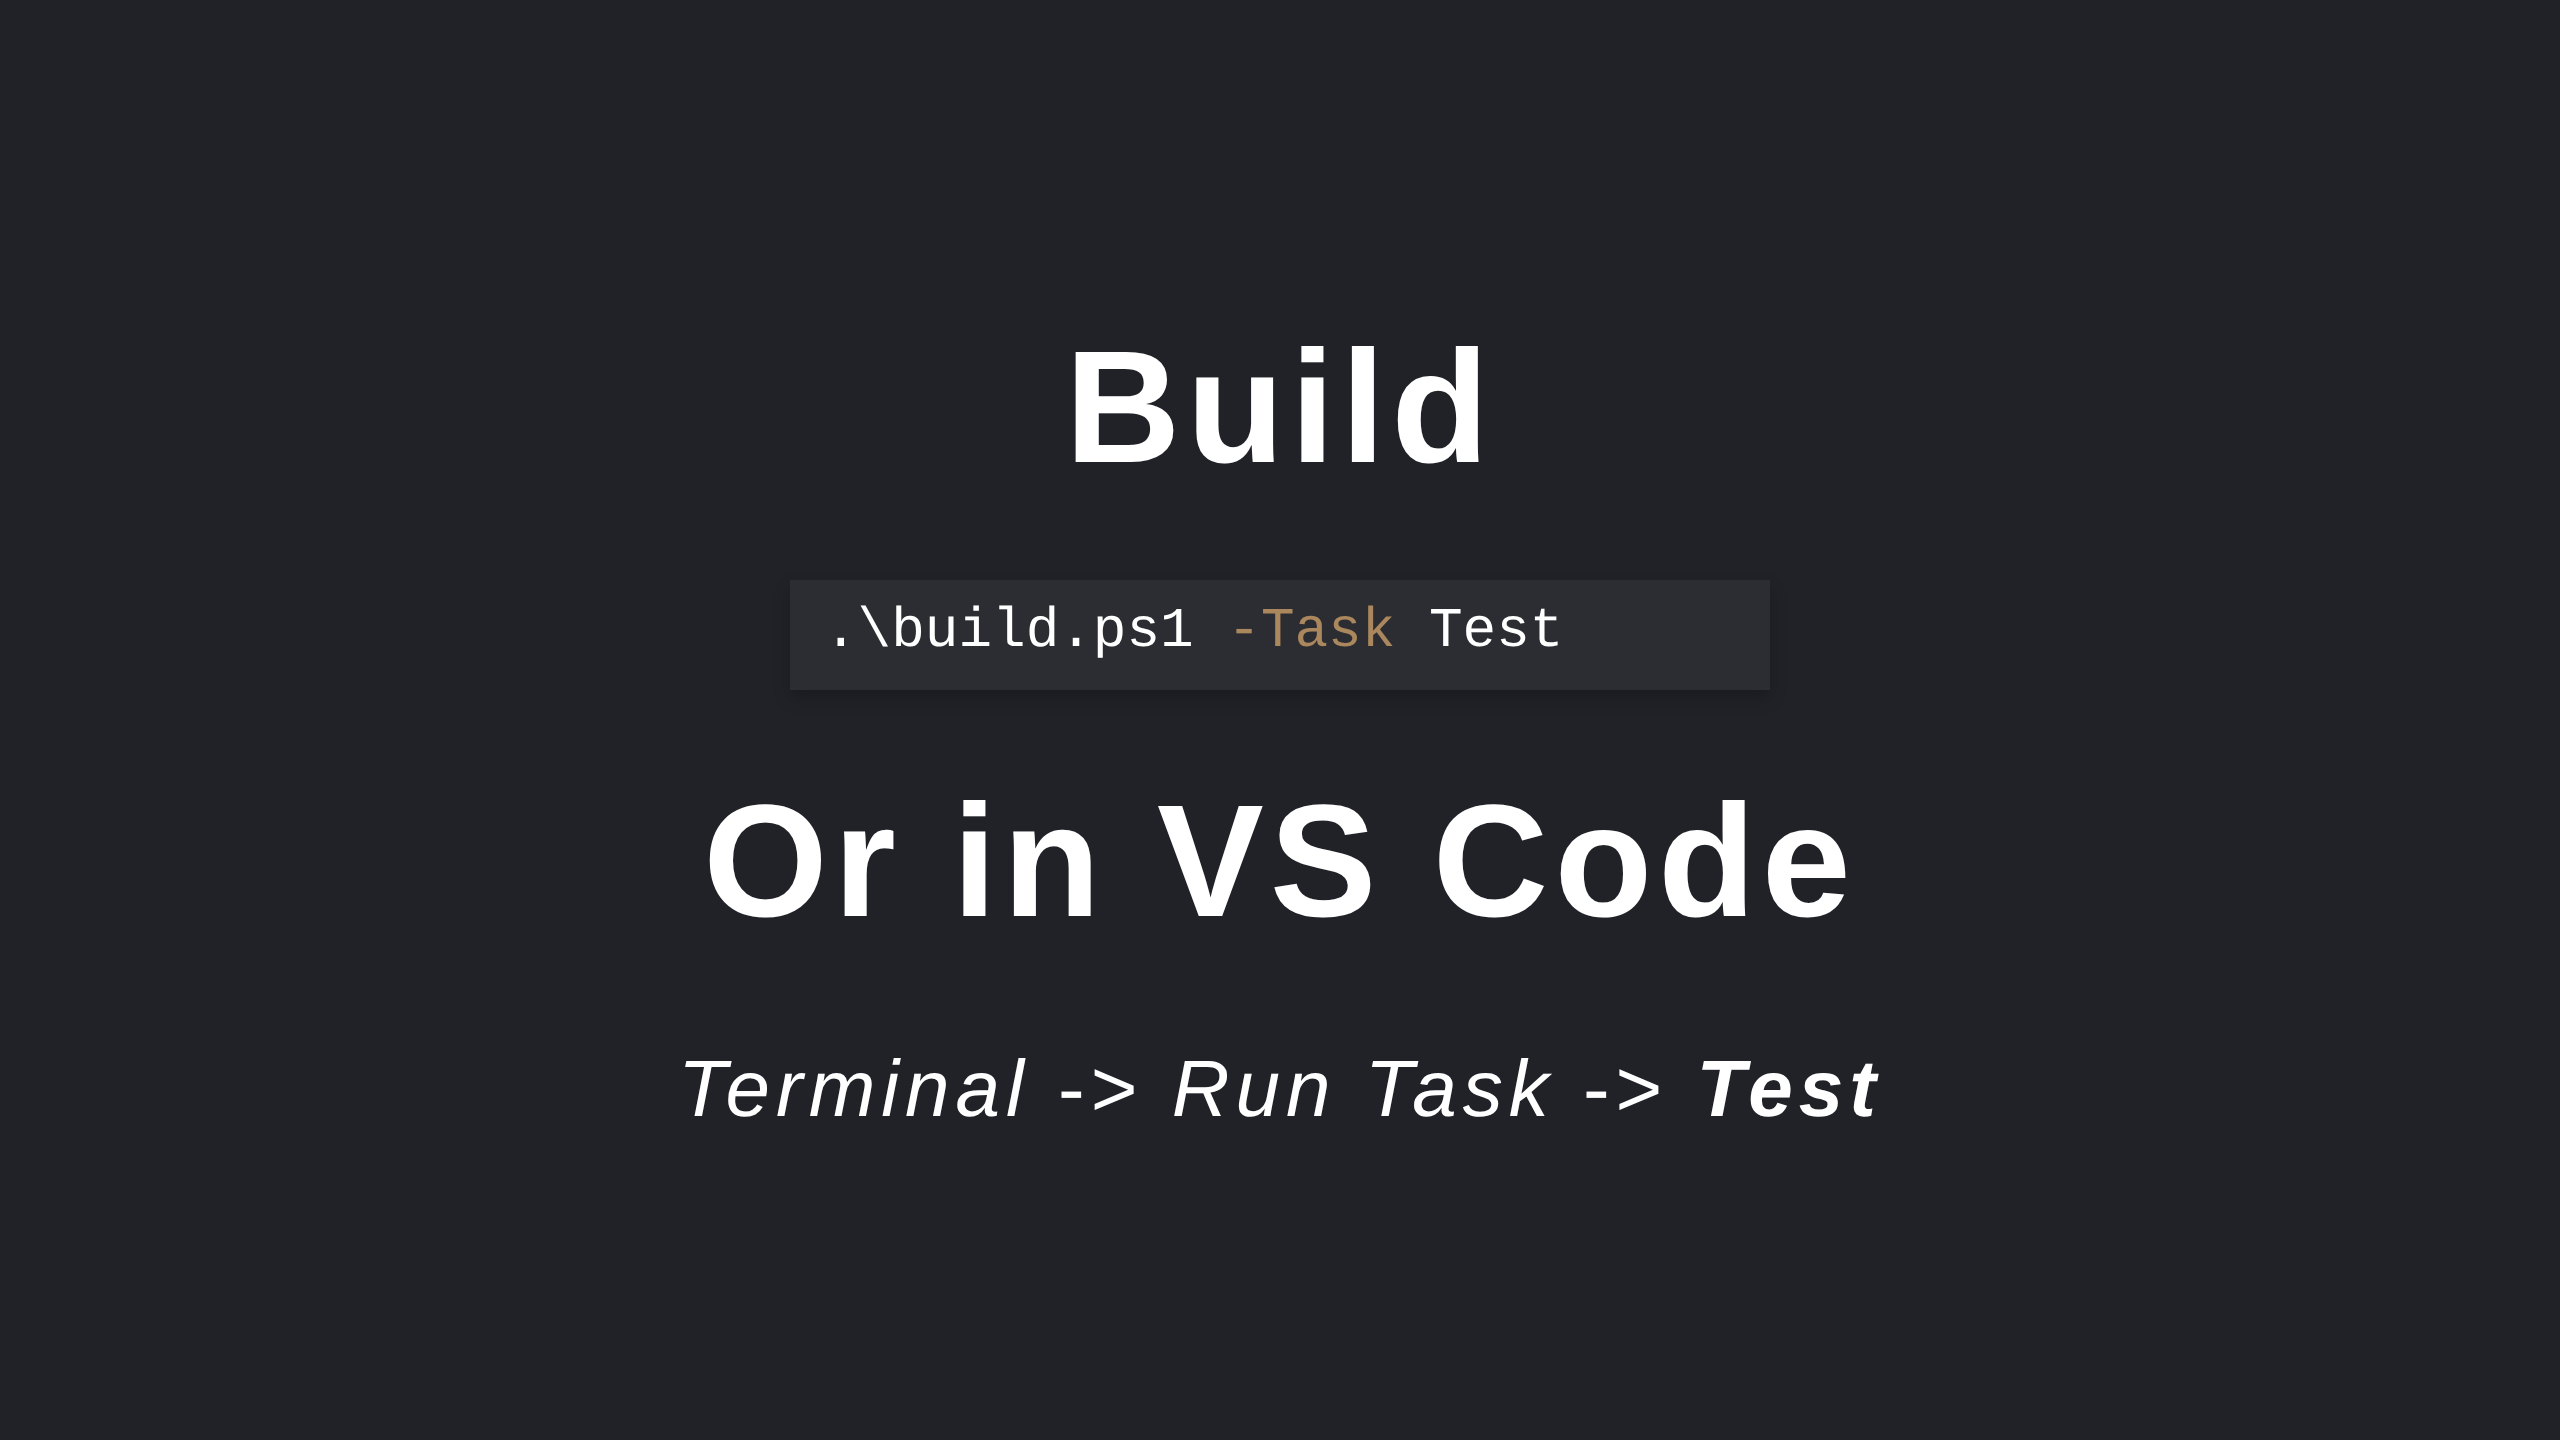 Build
.\build.ps1 -Task Test
Or in VS Code
Terminal -> Run Task -> Test